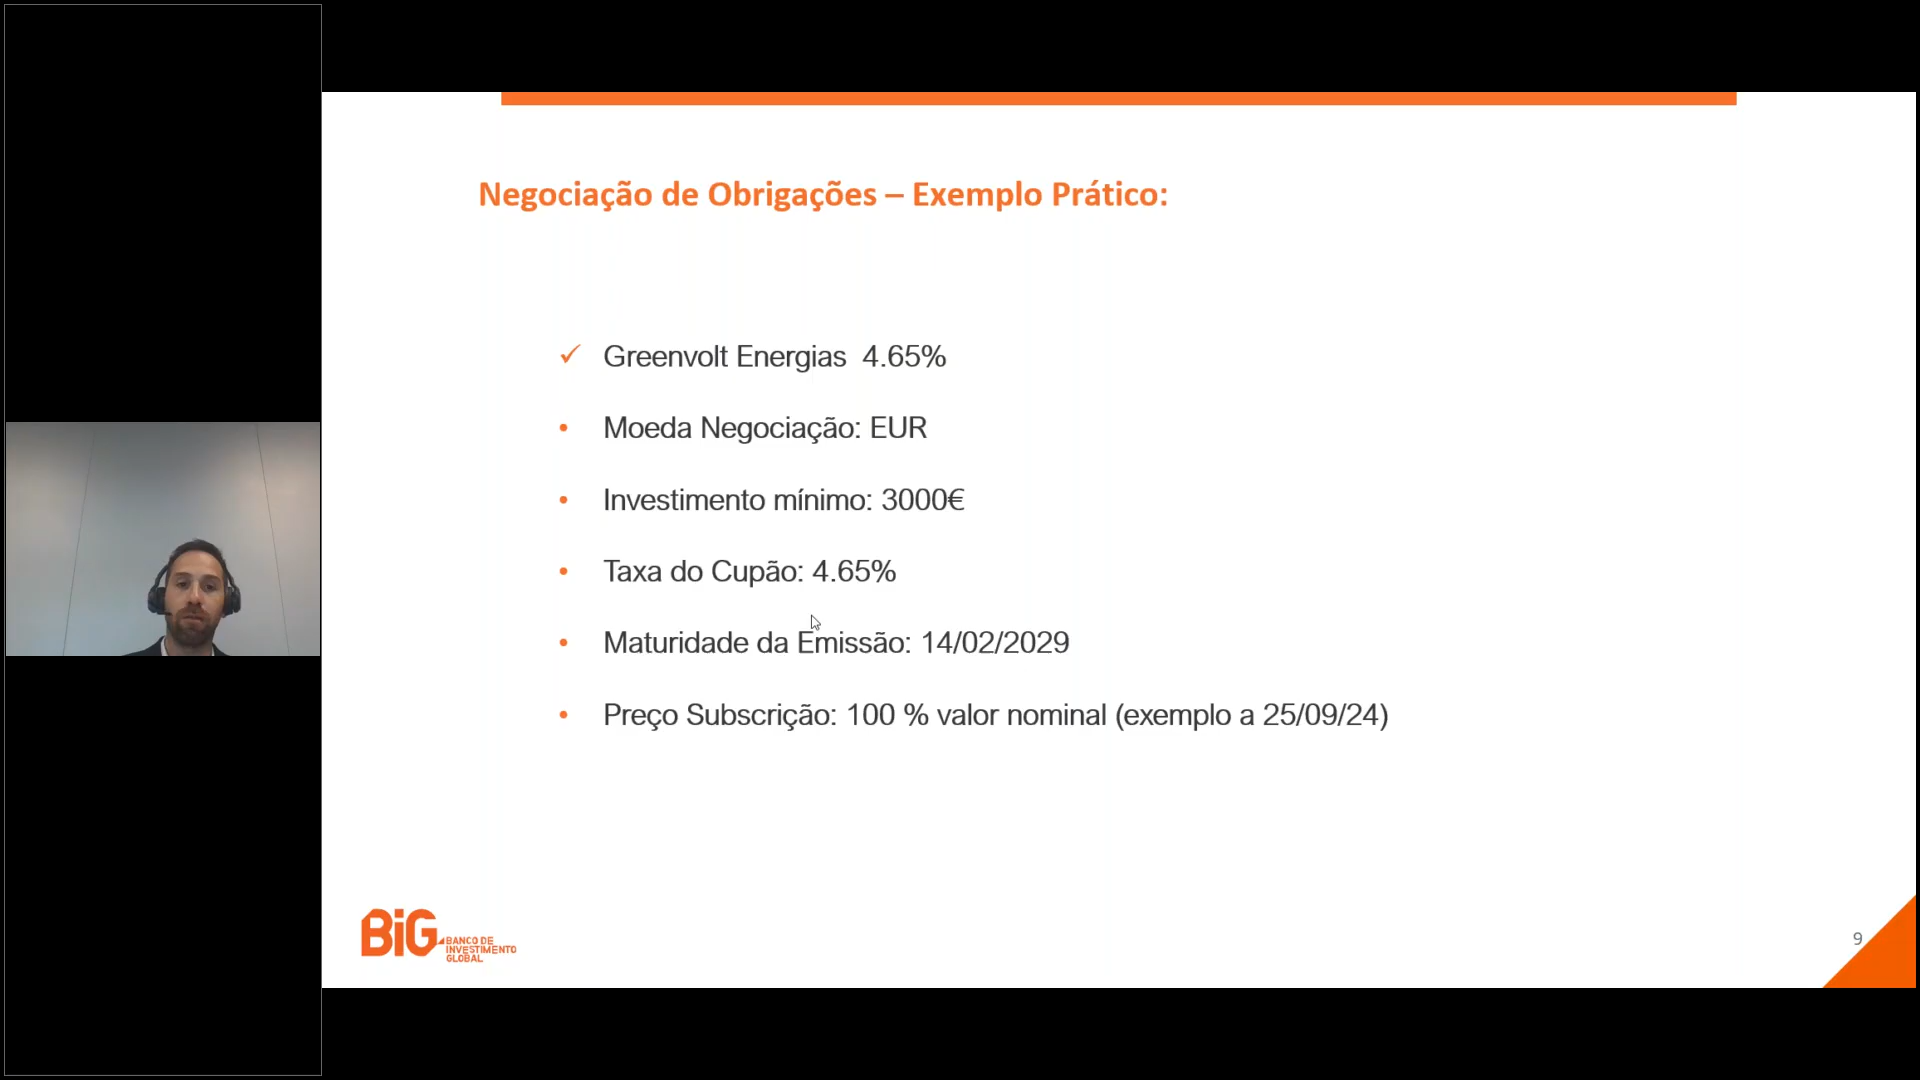 Negociação de Obrigações – Exemplo Prático:
✓ Greenvolt Energias 4.65%
• Moeda Negociação: EUR
• Investimento mínimo: 3000€
• Taxa do Cupão: 4.65%
• Maturidade da Emissão: 14/02/2029
• Preço Subscrição: 100 % valor nominal (exemplo a 25/09/24)
BiG
BANCO DE
INVESTIMENTO
GLOBAL
9